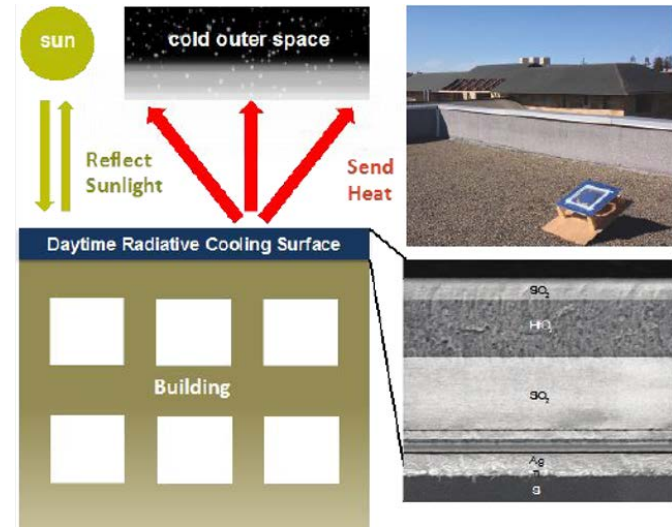 sun
cold outer space
Reflect
Sunlight
Send
Heat
Daytime Radiative Cooling Surface
Building
SiO₂
HfO₂
SiO₂
Ag
Ti
Si